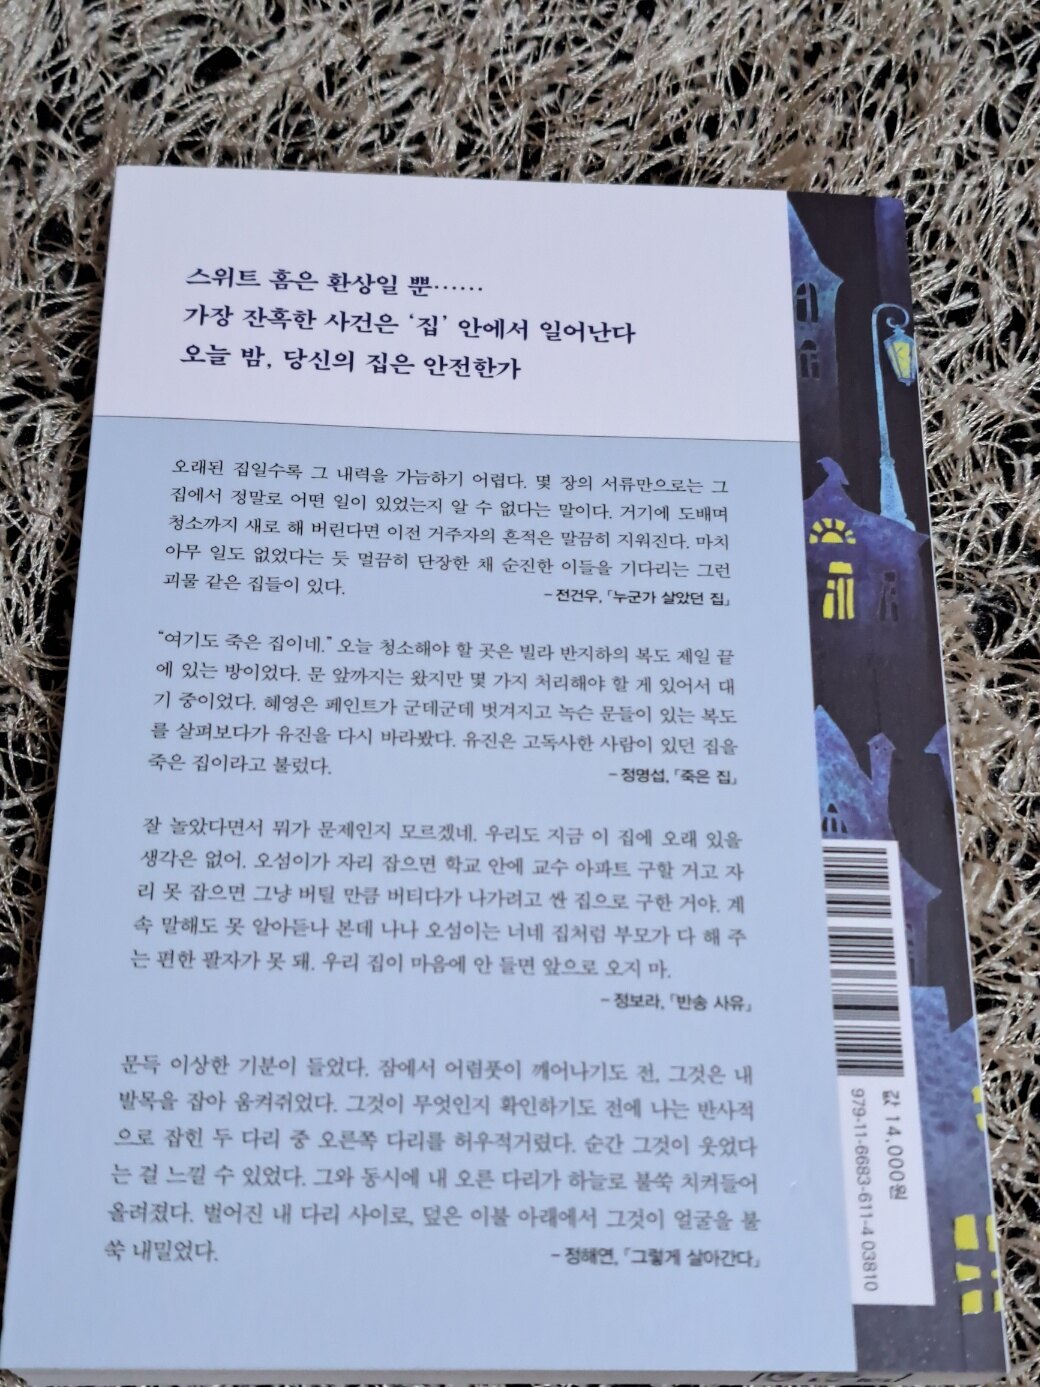 스위트 홈은 환상일 뿐……
가장 잔혹한 사건은 ‘집’ 안에서 일어난다
오늘 밤, 당신의 집은 안전한가
오래된 집일수록 그 내력을 가늠하기 어렵다. 몇 장의 서류만으로는 그
집에서 정말로 어떤 일이 있었는지 알 수 없다는 말이다. 거기에 도배며
청소까지 새로 해 버린다면 이전 거주자의 흔적은 말끔히 지워진다. 마치
아무 일도 없었다는 듯 멀끔히 단장한 채 순진한 이들을 기다리는 그런
괴물 같은 집들이 있다.
– 전건우, 「누군가 살았던 집」
“여기도 죽은 집이네.” 오늘 청소해야 할 곳은 빌라 반지하의 복도 제일 끝
에 있는 방이었다. 문 앞까지는 왔지만 몇 가지 처리해야 할 게 있어서 대
기 중이었다. 혜영은 페인트가 군데군데 벗겨지고 녹슨 문들이 있는 복도
를 살펴보다가 유진을 다시 바라봤다. 유진은 고독사한 사람이 있던 집을
죽은 집이라고 불렀다.
– 정명섭, 「죽은 집」
잘 놀았다면서 뭐가 문제인지 모르겠네. 우리도 지금 이 집에 오래 있을
생각은 없어. 오섬이가 자리 잡으면 학교 안에 교수 아파트 구할 거고 자
리 못 잡으면 그냥 버틸 만큼 버티다가 나가려고 싼 집으로 구한 거야. 계
속 말해도 못 알아듣나 본데 나나 오섬이는 너네 집처럼 부모가 다 해 주
는 편한 팔자가 못 돼. 우리 집이 마음에 안 들면 앞으로 오지 마.
– 정보라, 「반송 사유」
문득 이상한 기분이 들었다. 잠에서 어렴풋이 깨어나기도 전, 그것은 내
발목을 잡아 움켜쥐었다. 그것이 무엇인지 확인하기도 전에 나는 반사적
으로 잡힌 두 다리 중 오른쪽 다리를 허우적거렸다. 순간 그것이 웃었다
는 걸 느낄 수 있었다. 그와 동시에 내 오른 다리가 하늘로 불쑥 치켜들어
올려졌다. 벌어진 내 다리 사이로, 덮은 이불 아래에서 그것이 얼굴을 불
쑥 내밀었다.
– 정해연, 「그렇게 살아간다」
값 14,000원
979-11-6683-611-4 03810